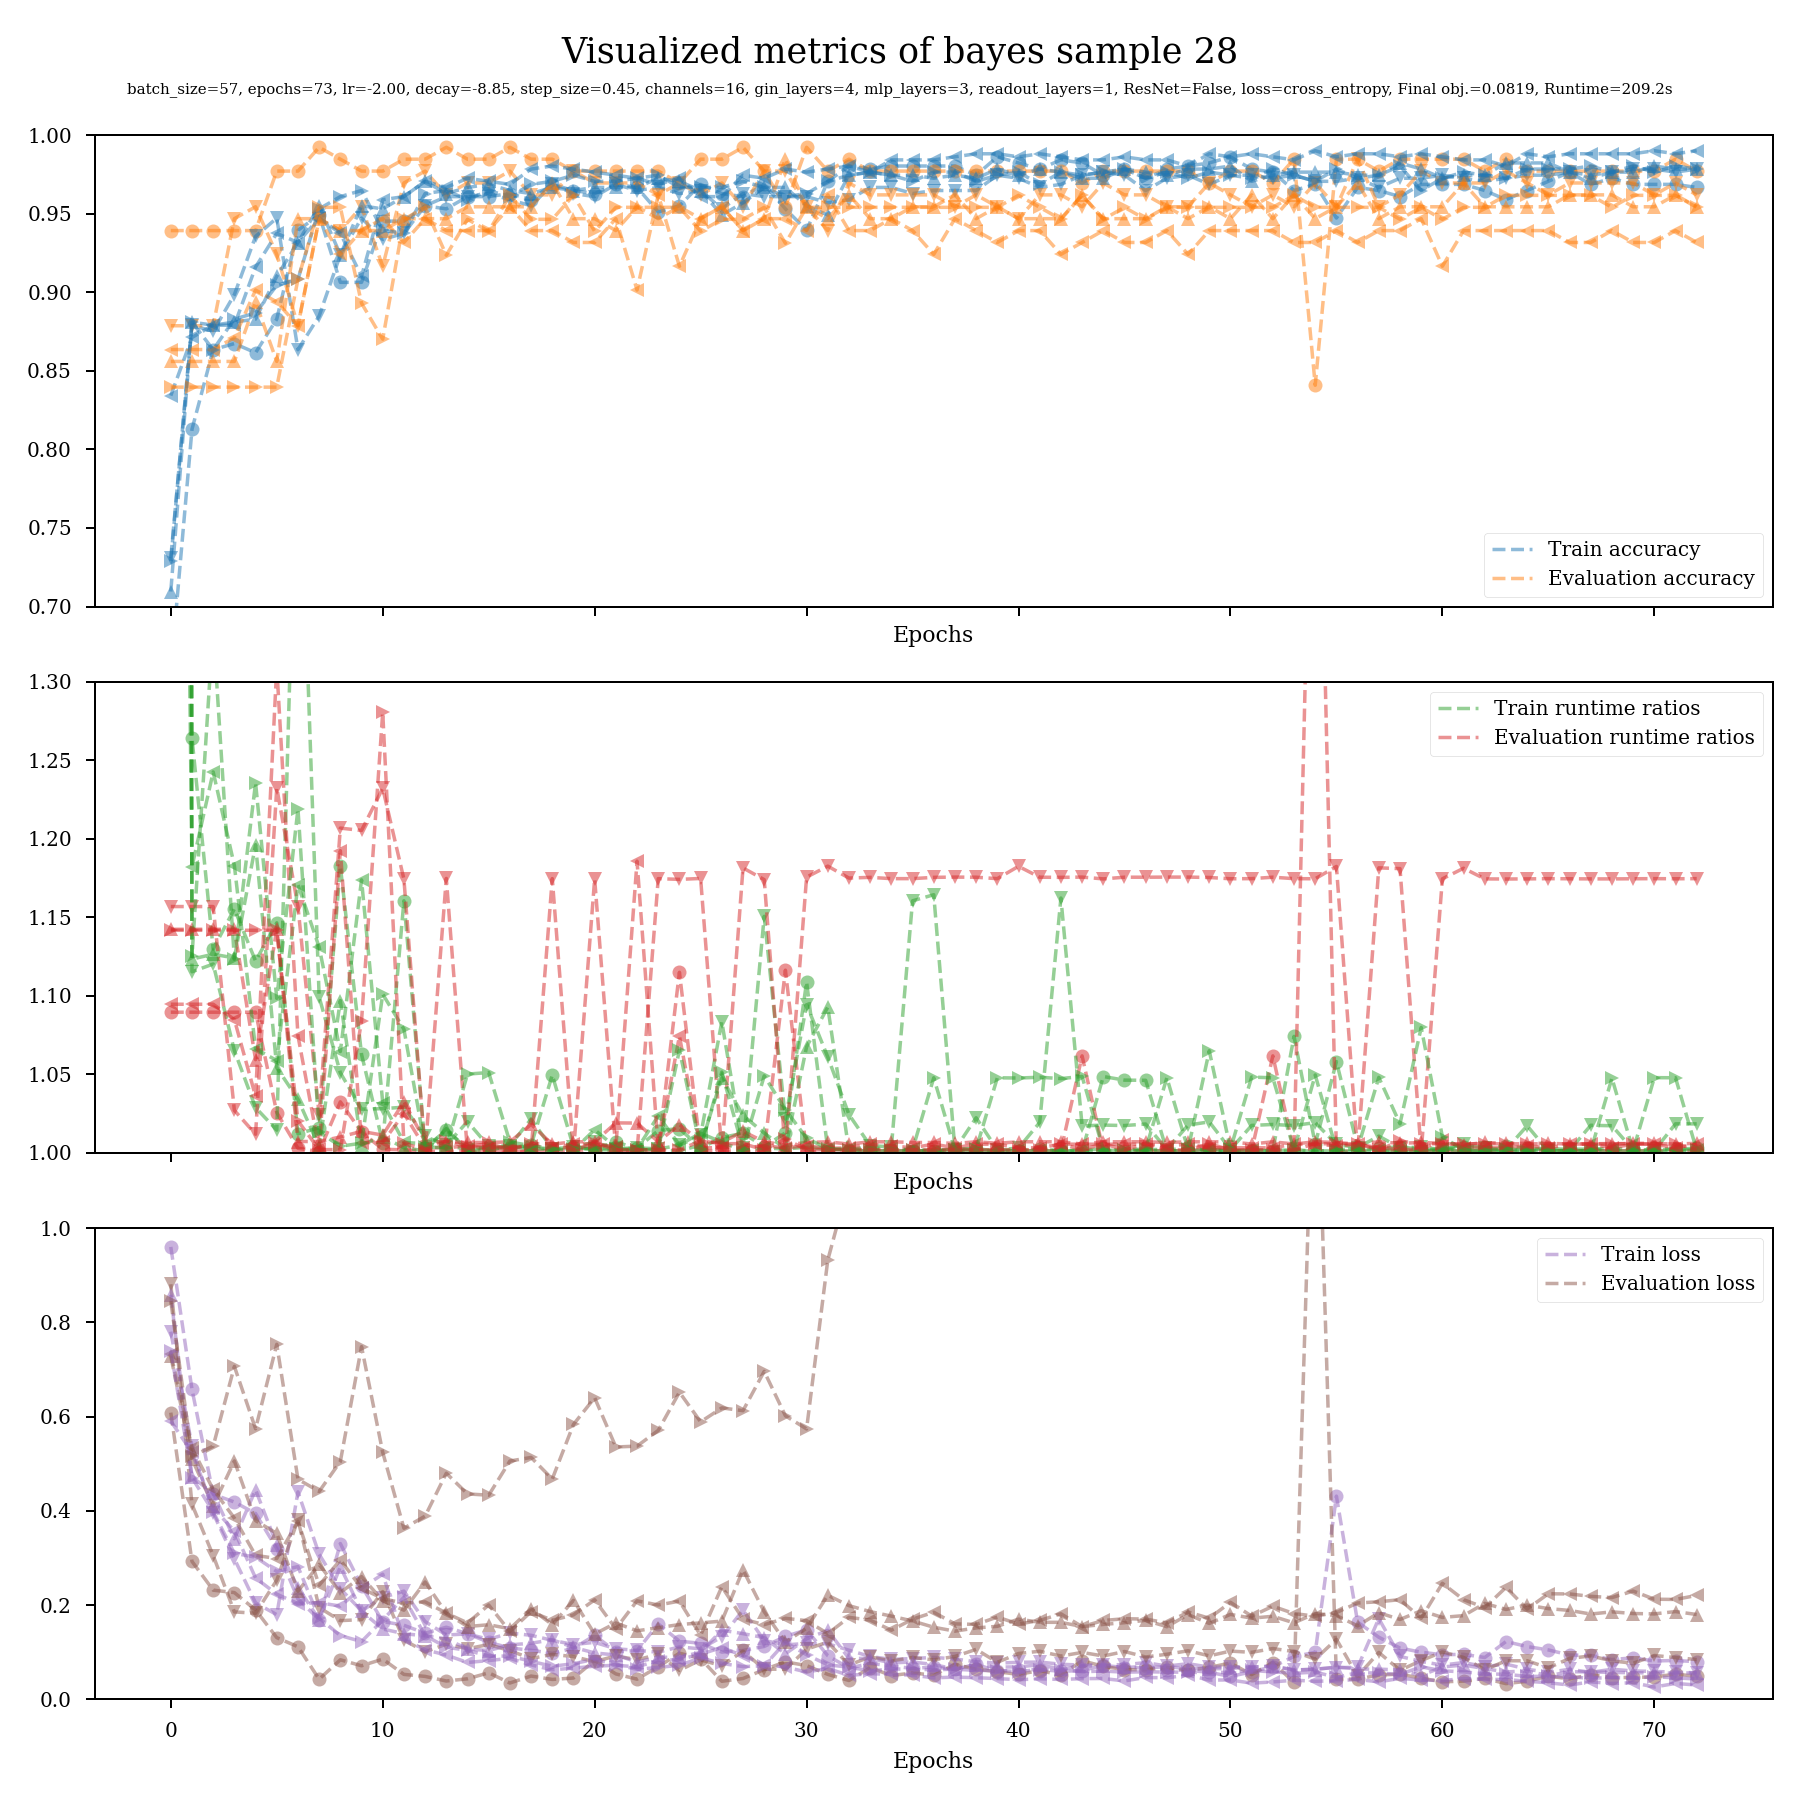 Visualized metrics of bayes sample 28
batch_size=57, epochs=73, lr=-2.00, decay=-8.85, step_size=0.45, channels=16, gin_layers=4, mlp_layers=3, readout_layers=1, ResNet=False, loss=cross_entropy, Final obj.=0.0819, Runtime=209.2s
1.00
0.95
0.90
0.85
0.80
0.75
0.70
Train accuracy
Evaluation accuracy
Epochs
1.30
1.25
1.20
1.15
1.10
1.05
1.00
Train runtime ratios
Evaluation runtime ratios
Epochs
1.0
0.8
0.6
0.4
0.2
0.0
Train loss
Evaluation loss
0 10 20 30 40 50 60 70
Epochs